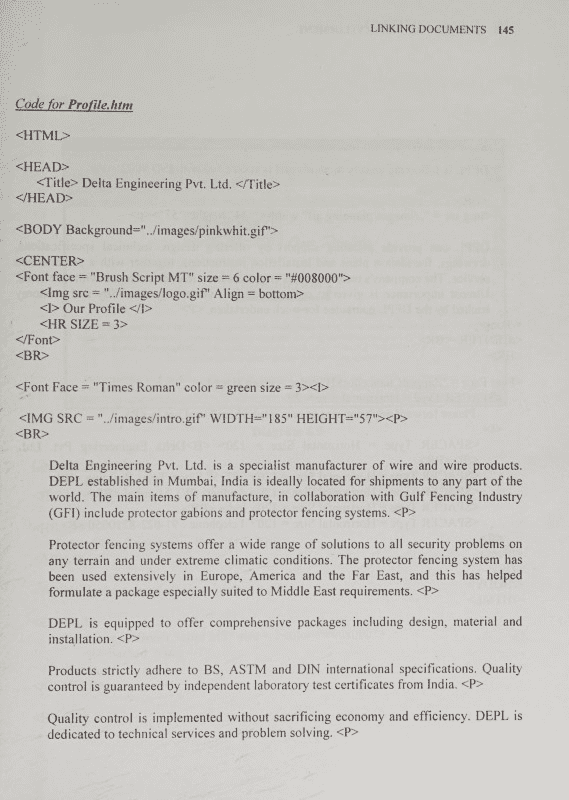 LINKING DOCUMENTS 145
Code for Profile.htm
<HTML>
<HEAD>
<Title> Delta Engineering Pvt. Ltd. </Title>
</HEAD>
<BODY Background="../images/pinkwhit.gif">
<CENTER>
<Font face = "Brush Script MT" size = 6 color = "#008000">
<Img src = "../images/logo.gif" Align = bottom>
<I> Our Profile </I>
<HR SIZE = 3>
</Font>
<BR>
<Font Face = "Times Roman" color = green size = 3><I>
<IMG SRC = "../images/intro.gif" WIDTH="185" HEIGHT="57"><P>
<BR>
Delta Engineering Pvt. Ltd. is a specialist manufacturer of wire and wire products.
DEPL established in Mumbai, India is ideally located for shipments to any part of the
world. The main items of manufacture, in collaboration with Gulf Fencing Industry
(GFI) include protector gabions and protector fencing systems. <P>
Protector fencing systems offer a wide range of solutions to all security problems on
any terrain and under extreme climatic conditions. The protector fencing system has
been used extensively in Europe, America and the Far East, and this has helped
formulate a package especially suited to Middle East requirements. <P>
DEPL is equipped to offer comprehensive packages including design, material and
installation. <P>
Products strictly adhere to BS, ASTM and DIN international specifications. Quality
control is guaranteed by independent laboratory test certificates from India. <P>
Quality control is implemented without sacrificing economy and efficiency. DEPL is
dedicated to technical services and problem solving. <P>